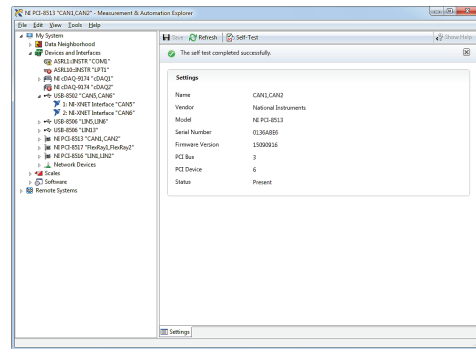 NI PCI-8513 "CAN1,CAN2" - Measurement & Automation Explorer
File Edit View Tools Help
My System
Data Neighborhood
Devices and Interfaces
ASRL1::INSTR "COM1"
ASRL10::INSTR "LPT1"
NI cDAQ-9174 "cDAQ1"
NI cDAQ-9174 "cDAQ2"
USB-8502 "CAN5,CAN6"
1: NI-XNET Interface "CAN5"
2: NI-XNET Interface "CAN6"
USB-8506 "LIN5,LIN6"
USB-8506 "LIN13"
NI PCI-8513 "CAN1,CAN2"
NI PCI-8517 "FlexRay1,FlexRay2"
NI PCI-8516 "LIN1,LIN2"
Network Devices
Scales
Software
Remote Systems
Save Refresh Self-Test Show Help
The self test completed successfully.
Settings
Name CAN1,CAN2
Vendor National Instruments
Model NI PCI-8513
Serial Number 0136ABE6
Firmware Version 15090916
PCI Bus 3
PCI Device 6
Status Present
Settings